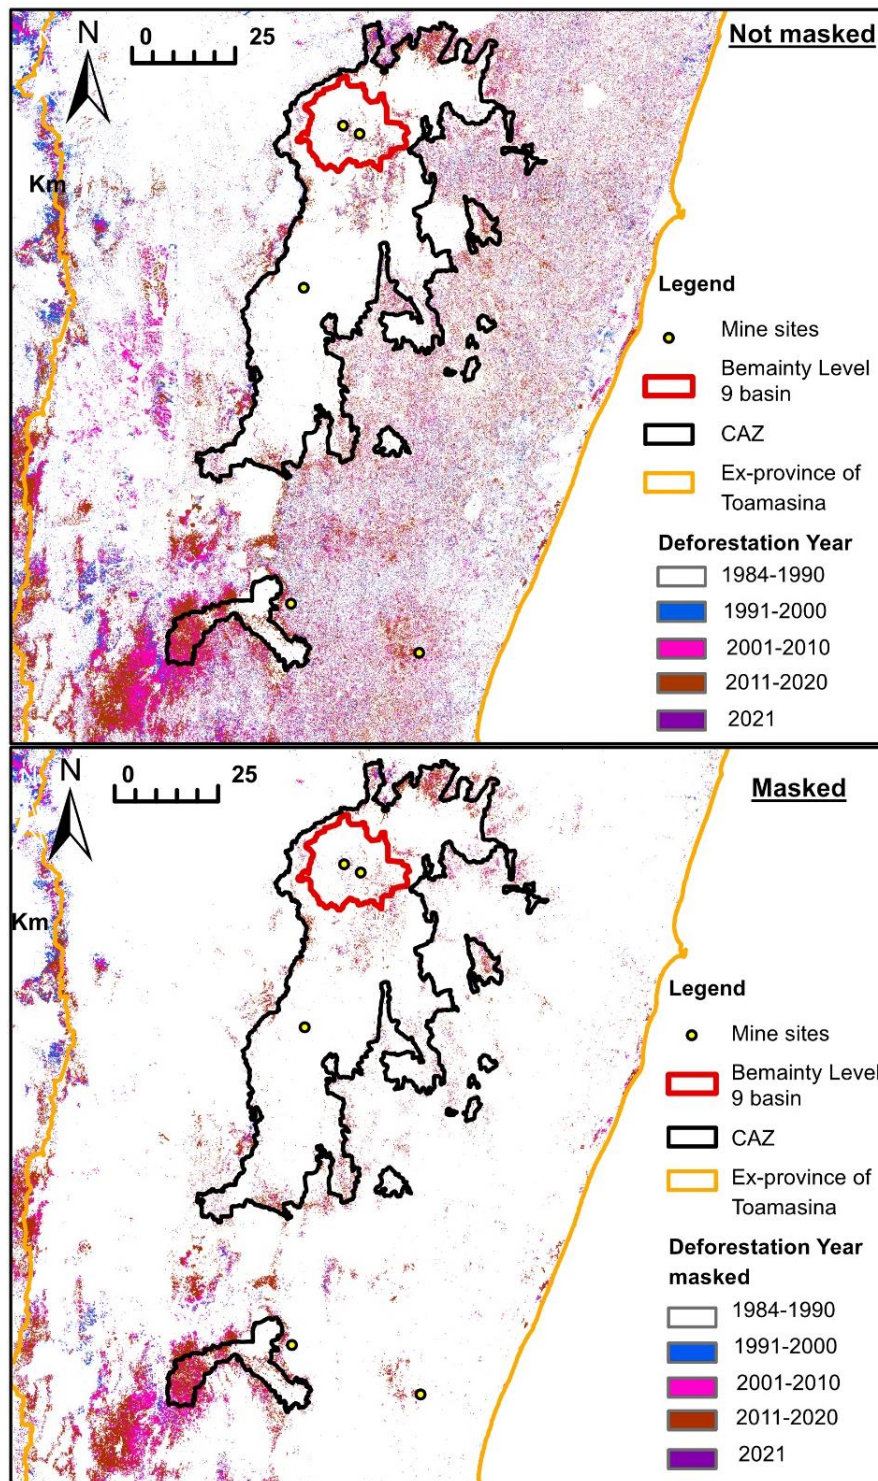 N
0 25
Not masked
Km
Legend
Mine sites
Bemainty Level
9 basin
CAZ
Ex-province of
Toamasina
Deforestation Year
1984-1990
1991-2000
2001-2010
2011-2020
2021
N
0 25
Masked
Km
Legend
Mine sites
Bemainty Level
9 basin
CAZ
Ex-province of
Toamasina
Deforestation Year
masked
1984-1990
1991-2000
2001-2010
2011-2020
2021